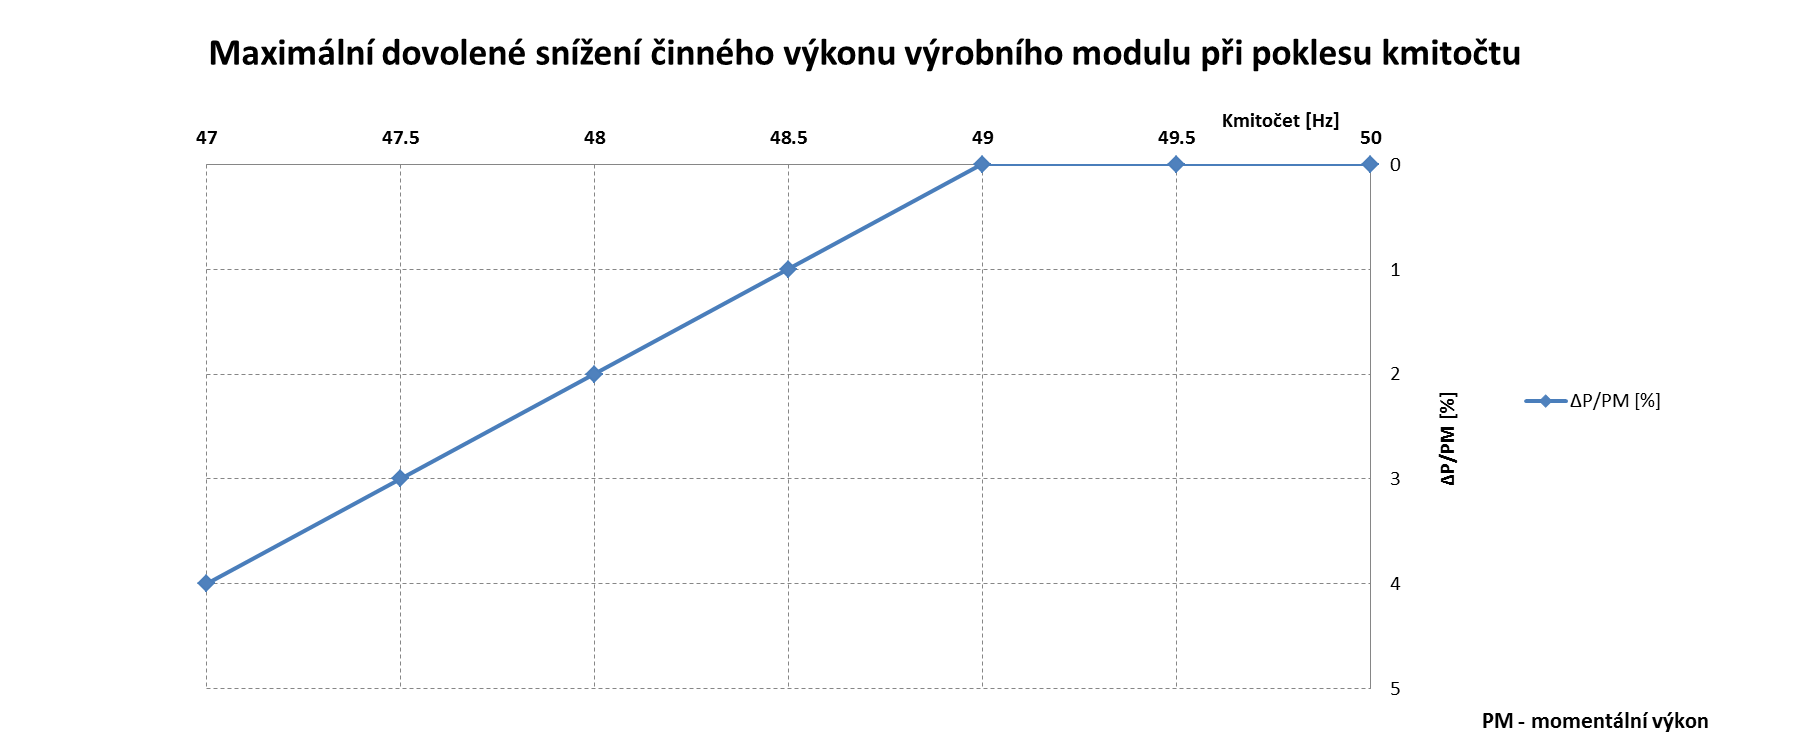 Maximální dovolené snížení činného výkonu výrobního modulu při poklesu kmitočtu
Kmitočet [Hz]
47 47.5 48 48.5 49 49.5 50
0
1
2
3
4
5
ΔP/PM [%]
ΔP/PM [%]
PM - momentální výkon